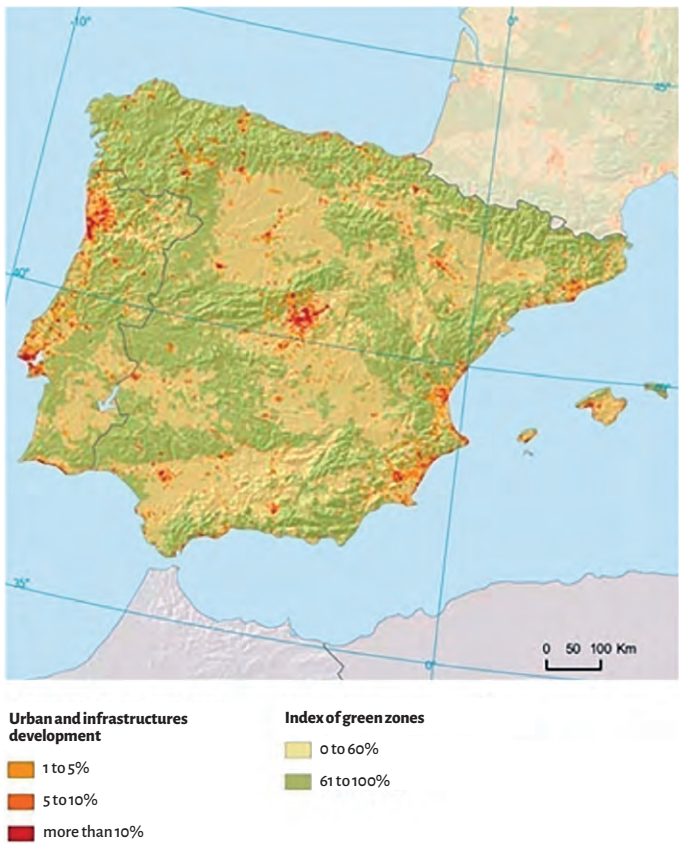 -10°
0°
45°
40°
35°
0°
0 50 100 Km
Urban and infrastructures
development
1 to 5%
5 to 10%
more than 10%
Index of green zones
0 to 60%
61 to 100%